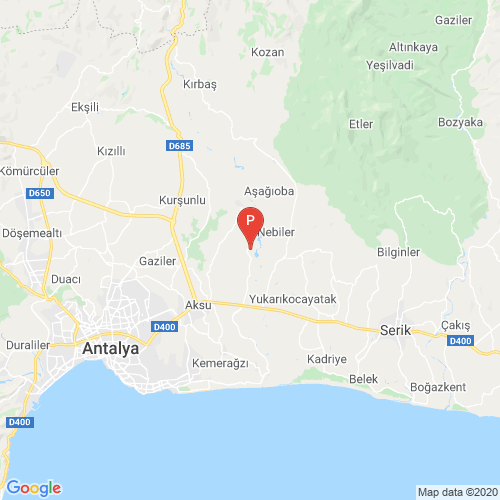 Gaziler
Altınkaya
Kozan
Yeşilvadi
Kırbaş
Ekşili
Bozyaka
Etler
D685
Kızıllı
Kömürcüler
D650
Aşağıoba
Kurşunlu
P
Döşemealtı
Nebiler
Bilginler
Gaziler
Duacı
Aksu
Yukarıkocayatak
D400
Serik
Çakış
D400
Duraliler
Antalya
Kemerağzı
Kadriye
Belek
Boğazkent
D400
Google
Map data ©2020